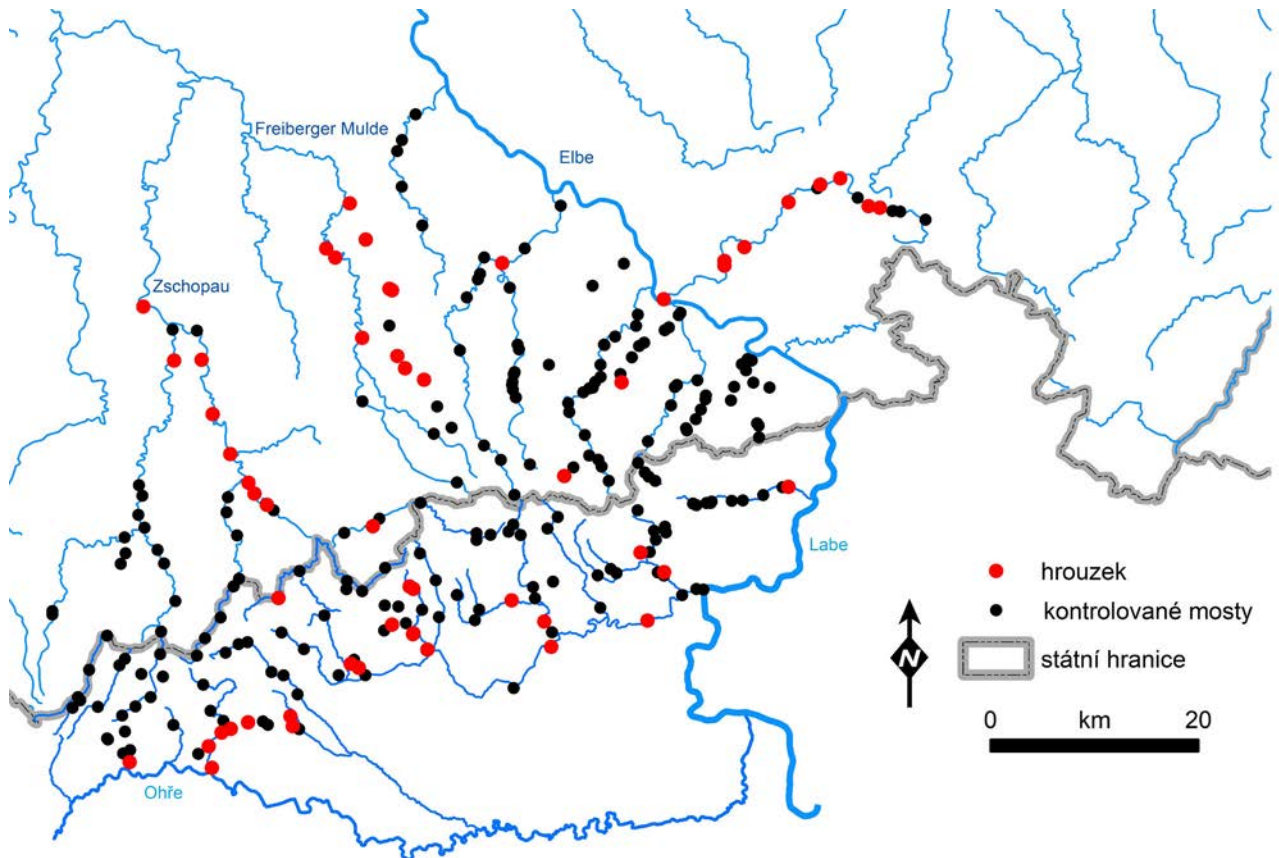 Freiberger Mulde
Elbe
Zschopau
Labe
hrouzek
kontrolované mosty
státní hranice
N
0 km 20
Ohře